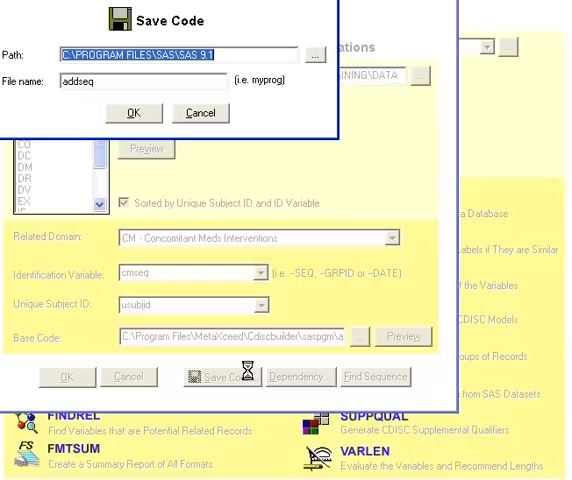 Save Code
Path: C:\PROGRAM FILES\SAS\SAS 9.1 ...
File name: addseq (i.e. myprog)
OK Cancel
ations
AINING\DATA ...
...
CO
DC
DM
DR
DV
EX
Preview
Sorted by Unique Subject ID and ID Variable
Related Domain: CM - Concomitant Meds Interventions
Identification Variable: cmseq (i.e. ~SEQ, ~GRPID or ~DATE)
Unique Subject ID: usubjid
Base Code: C:\Program Files\MetaXceed\Cdiscbuilder\saspgm\a ... Preview
OK Cancel Save Co Dependency... Find Sequence
a Database
Labels if They are Similar
f the Variables
CDISC Models
oups of Records
s from SAS Datasets
FINDREL
Find Variables that are Potential Related Records
FS FMTSUM
Create a Summary Report of All Formats
SUPPQUAL
Generate CDISC Supplemental Qualifiers
VARLEN
Evaluate the Variables and Recommend Lengths